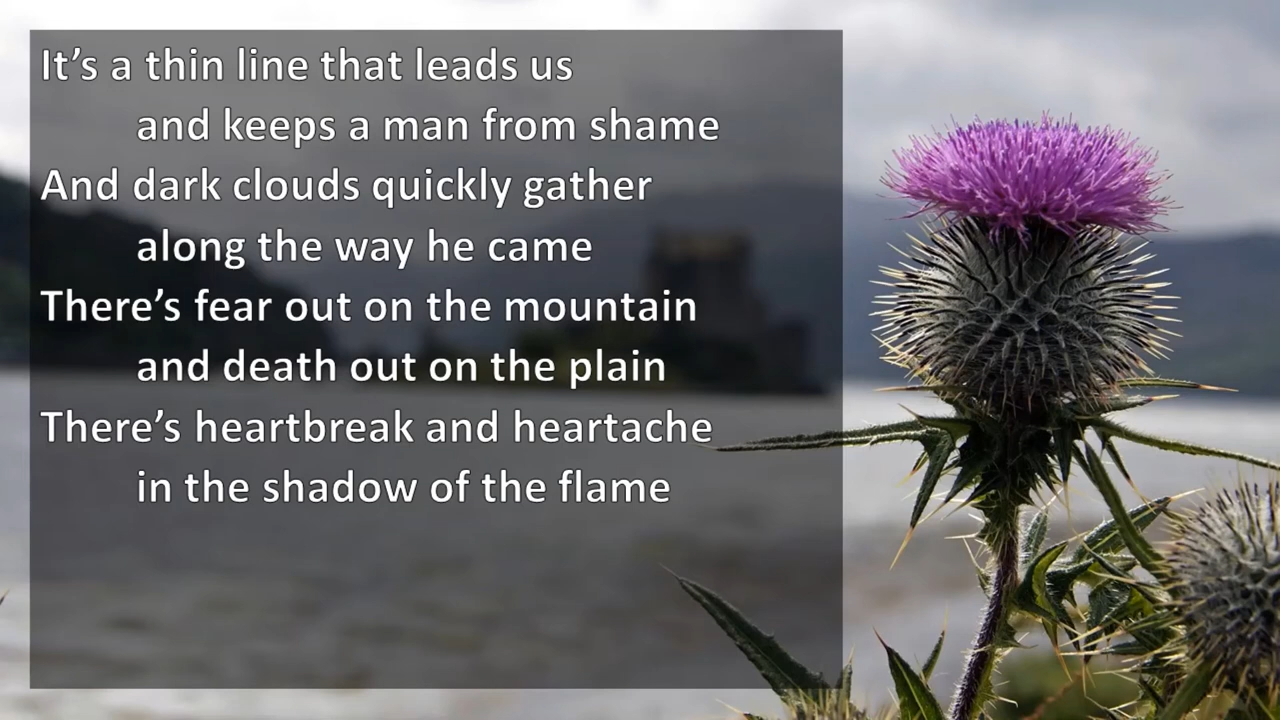 It’s a thin line that leads us
and keeps a man from shame
And dark clouds quickly gather
along the way he came
There’s fear out on the mountain
and death out on the plain
There’s heartbreak and heartache
in the shadow of the flame